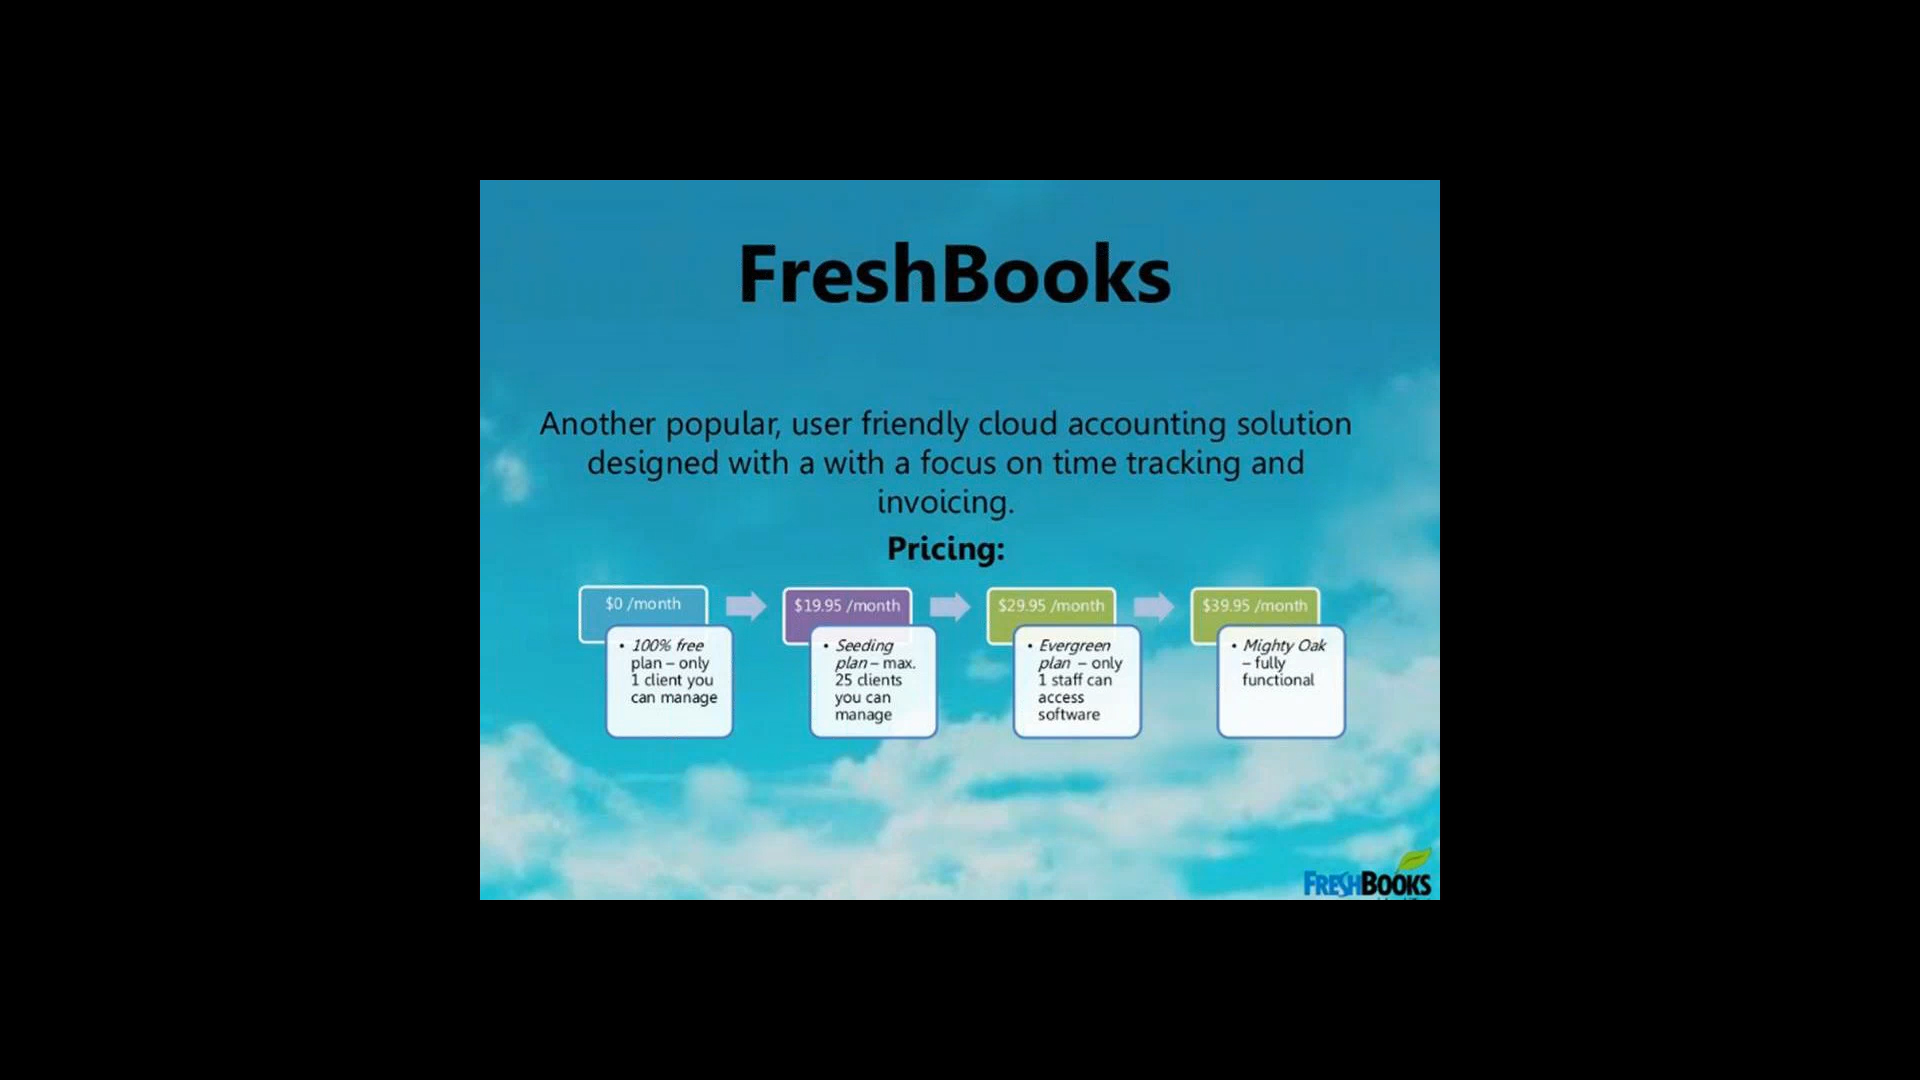 FreshBooks
Another popular, user friendly cloud accounting solution
designed with a with a focus on time tracking and
invoicing.
Pricing:
$0 /month
• 100% free
plan – only
1 client you
can manage
$19.95 /month
• Seeding
plan – max.
25 clients
you can
manage
$29.95 /month
• Evergreen
plan – only
1 staff can
access
software
$39.95 /month
• Mighty Oak
– fully
functional
FRESHBOOKS